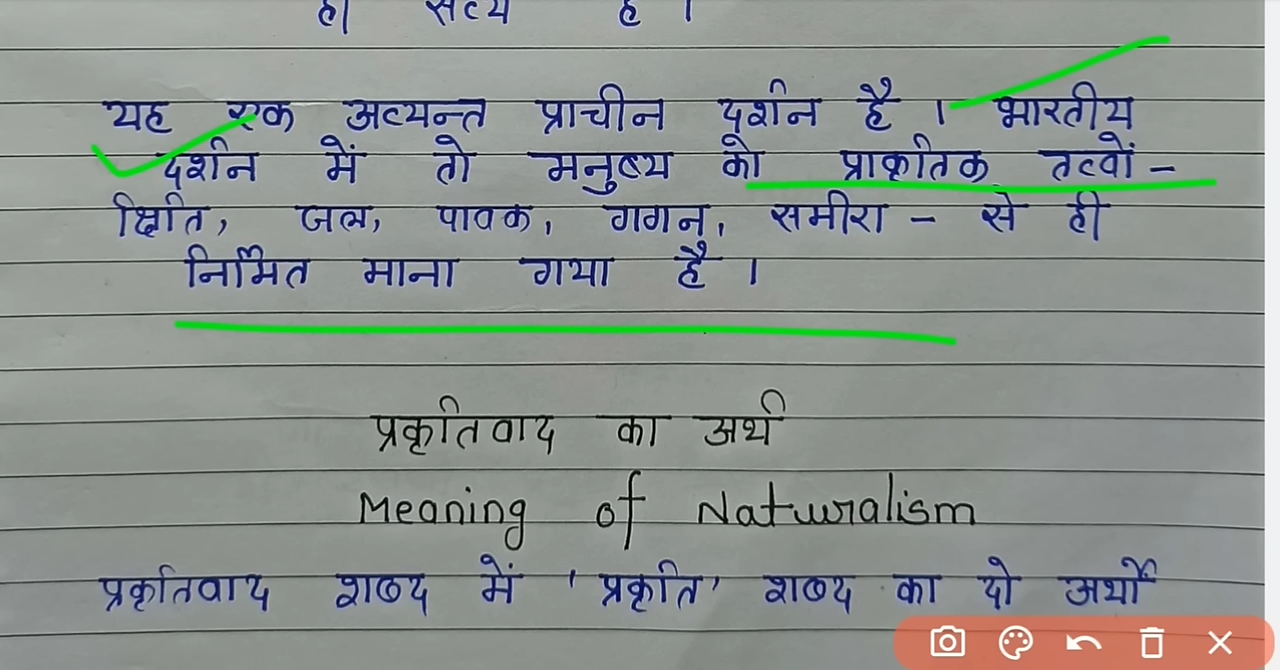 ही सत्य है ।
यह एक अत्यन्त प्राचीन दर्शन है । भारतीय
दर्शन में तो मनुष्य को प्राकृतिक तत्वों -
क्षिति, जल, पावक, गगन, समीरा - से ही
निर्मित माना गया है ।
प्रकृतिवाद का अर्थ
Meaning of Naturalism
प्रकृतिवाद शब्द में 'प्रकृति' शब्द का दो अर्थों